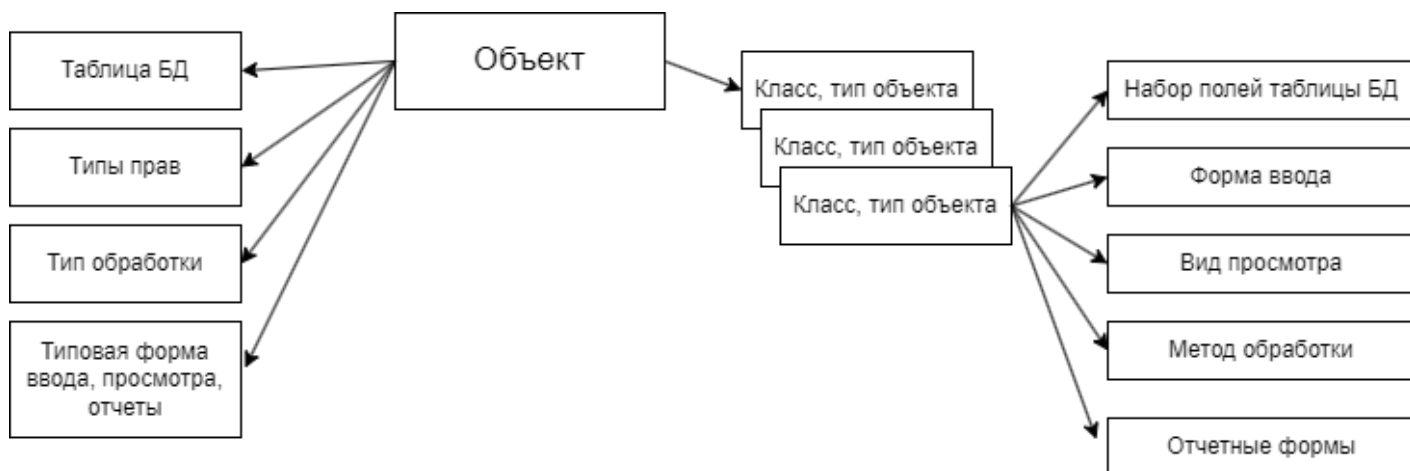 Объект
Таблица БД
Типы прав
Тип обработки
Типовая форма
ввода, просмотра,
отчеты
Класс, тип объекта
Класс, тип объекта
Класс, тип объекта
Набор полей таблицы БД
Форма ввода
Вид просмотра
Метод обработки
Отчетные формы